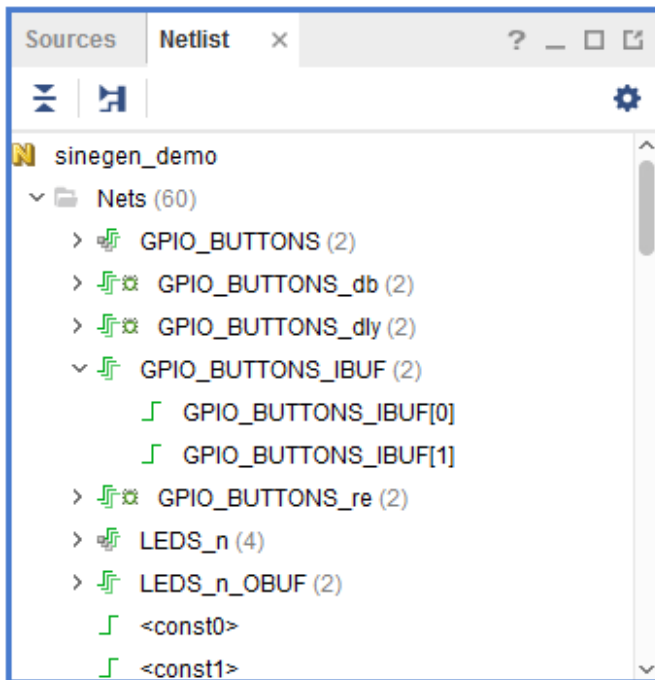 Sources Netlist × ?
sinegen_demo
Nets (60)
GPIO_BUTTONS (2)
GPIO_BUTTONS_db (2)
GPIO_BUTTONS_dly (2)
GPIO_BUTTONS_IBUF (2)
GPIO_BUTTONS_IBUF[0]
GPIO_BUTTONS_IBUF[1]
GPIO_BUTTONS_re (2)
LEDS_n (4)
LEDS_n_OBUF (2)
<const0>
<const1>